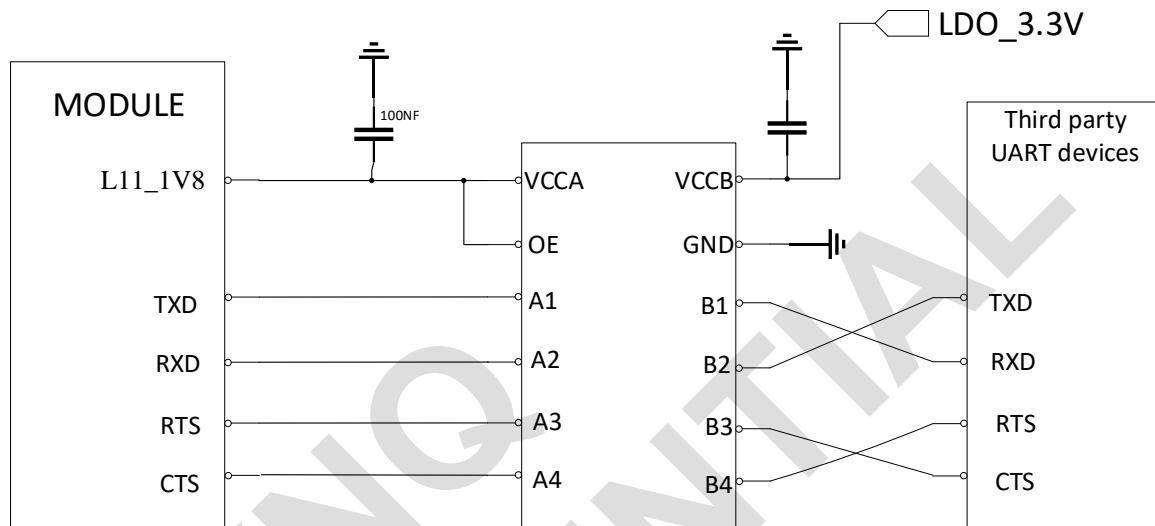 LDO_3.3V
MODULE
100NF
Third party
UART devices
L11_1V8
VCCA
VCCB
OE
GND
TXD
A1
B1
TXD
RXD
A2
B2
RXD
RTS
A3
B3
RTS
CTS
A4
B4
CTS